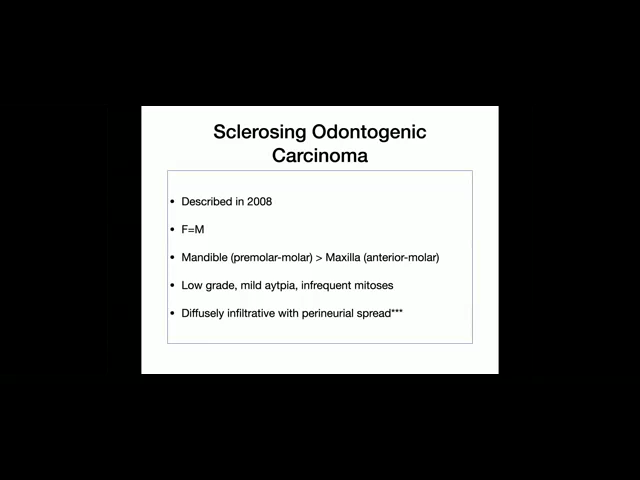 Sclerosing Odontogenic
Carcinoma
• Described in 2008
• F=M
• Mandible (premolar-molar) > Maxilla (anterior-molar)
• Low grade, mild aytpia, infrequent mitoses
• Diffusely infiltrative with perineurial spread***